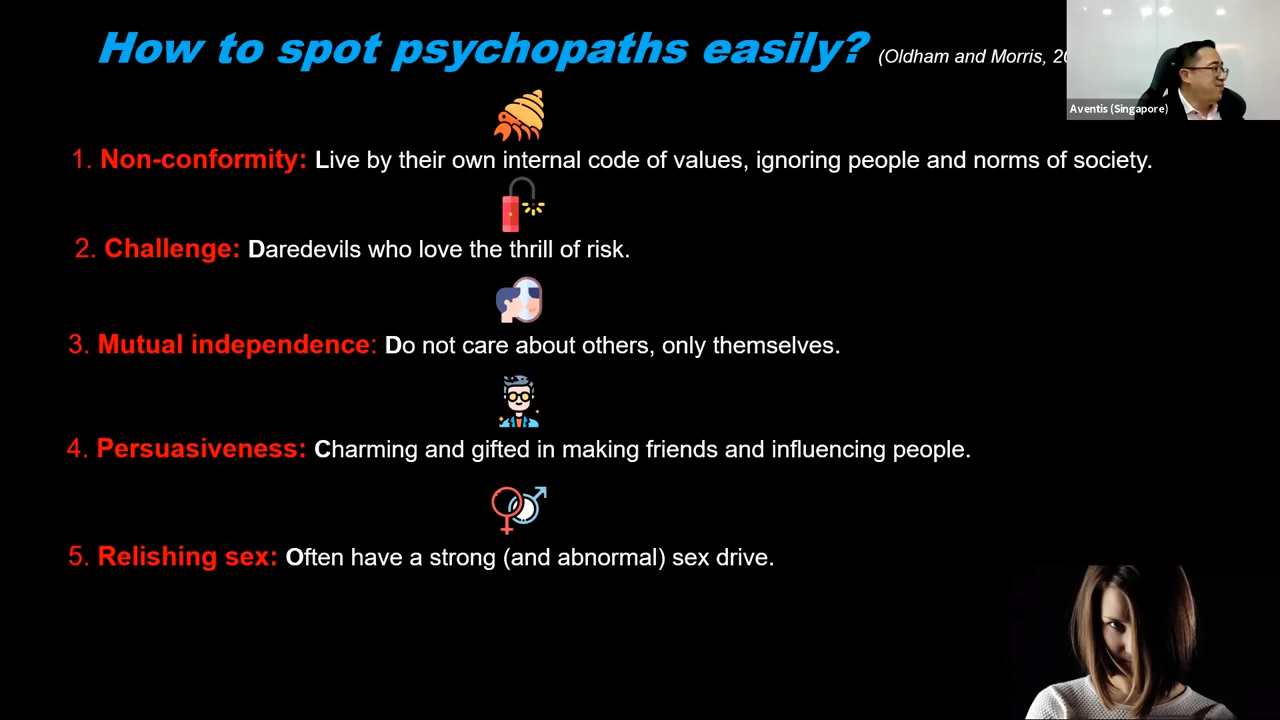 How to spot psychopaths easily? (Oldham and Morris,
Aventis (Singapore)
1. Non-conformity: Live by their own internal code of values, ignoring people and norms of society.
2. Challenge: Daredevils who love the thrill of risk.
3. Mutual independence: Do not care about others, only themselves.
4. Persuasiveness: Charming and gifted in making friends and influencing people.
5. Relishing sex: Often have a strong (and abnormal) sex drive.